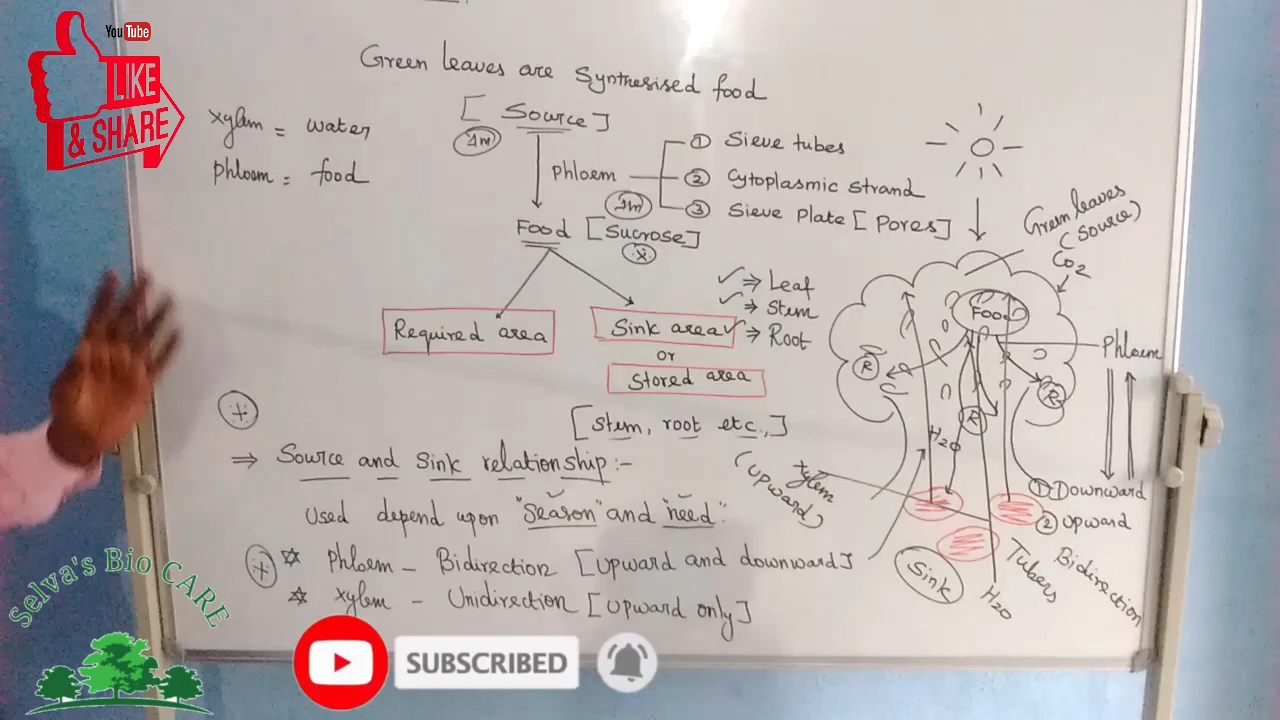 You Tube
LIKE
& SHARE
Green leaves are synthesised food
[ Source ]
1m
xylem = water
phloem = food
phloem
① Sieve tubes
② Cytoplasmic strand
③ Sieve Plate [ Pores ]
1m
Food [ Sucrose ]
Required area
Sink area
or
Stored area
⇒ Leaf
⇒ Stem
⇒ Root
[ Stem, root etc., ]
⇒ Source and Sink relationship:-
Used depend upon "Season" and "need".
☆ Phloem - Bidirection [ upward and downward ]
☆ xylem - Unidirection [ upward only ]
Green leaves
( Source )
CO2
Food
R
R
R
Phloem
H2O
xylem
( upward )
① Downward
② Upward
Bidirection
Sink
Tubers
H2O
Selva's Bio CARE
SUBSCRIBED